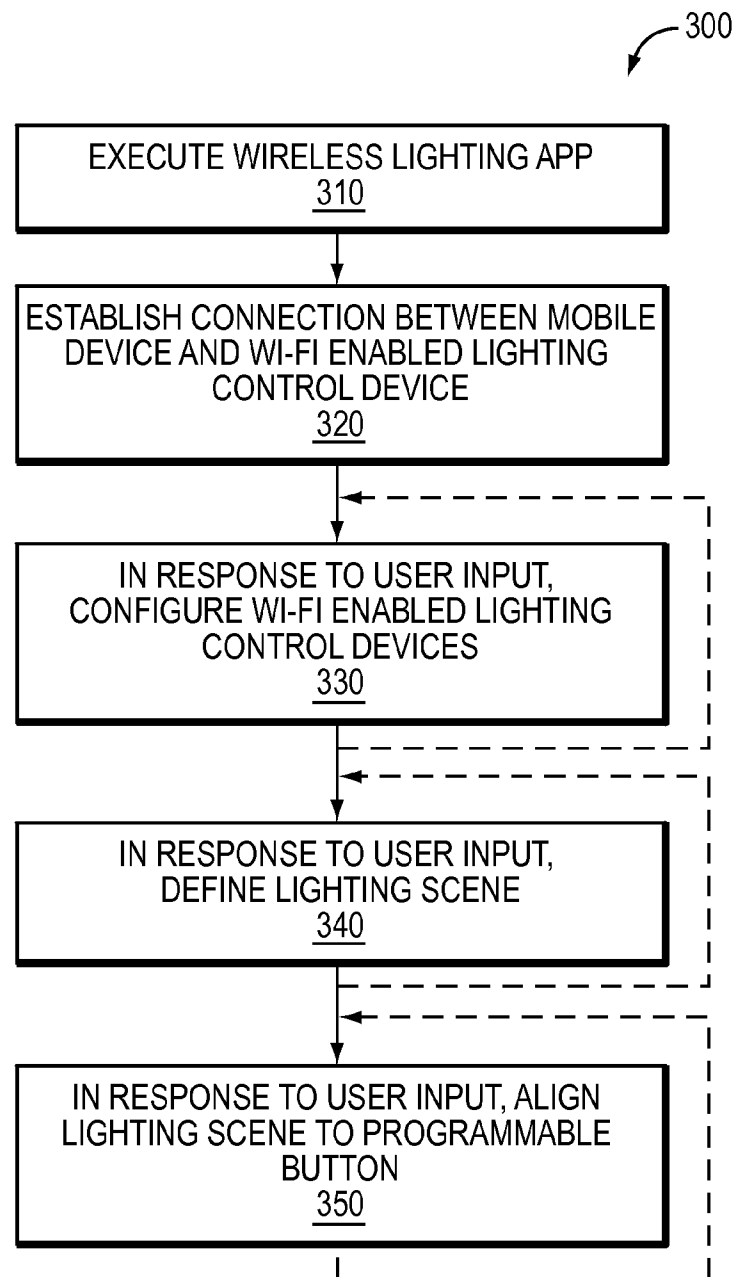 300
EXECUTE WIRELESS LIGHTING APP
310
ESTABLISH CONNECTION BETWEEN MOBILE
DEVICE AND WI-FI ENABLED LIGHTING
CONTROL DEVICE
320
IN RESPONSE TO USER INPUT,
CONFIGURE WI-FI ENABLED LIGHTING
CONTROL DEVICES
330
IN RESPONSE TO USER INPUT,
DEFINE LIGHTING SCENE
340
IN RESPONSE TO USER INPUT, ALIGN
LIGHTING SCENE TO PROGRAMMABLE
BUTTON
350